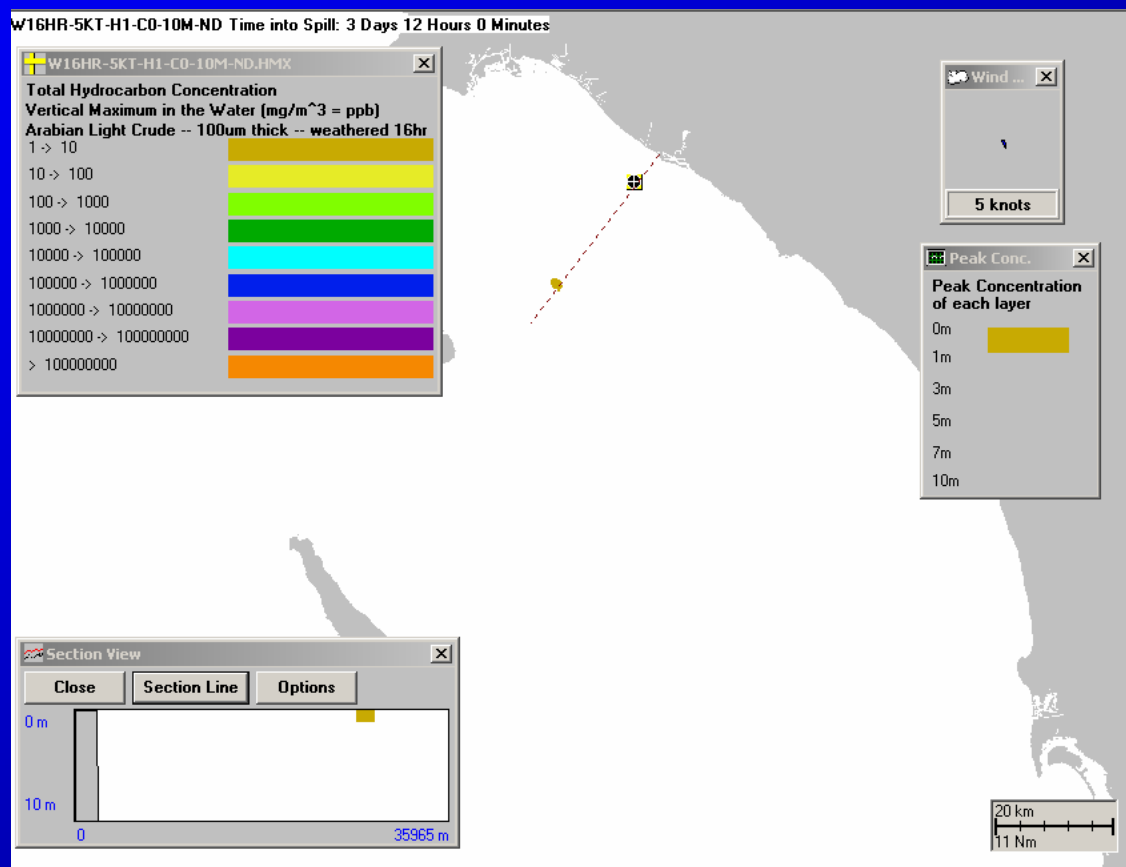 W16HR-5KT-H1-C0-10M-ND Time into Spill: 3 Days 12 Hours 0 Minutes
W16HR-5KT-H1-C0-10M-ND.HMX
Total Hydrocarbon Concentration
Vertical Maximum in the Water (mg/m^3 = ppb)
Arabian Light Crude -- 100um thick -- weathered 16hr
1 -> 10
10 -> 100
100 -> 1000
1000 -> 10000
10000 -> 100000
100000 -> 1000000
1000000 -> 10000000
10000000 -> 100000000
> 100000000
Wind ...
5 knots
Peak Conc.
Peak Concentration
of each layer
0m
1m
3m
5m
7m
10m
Section View
Close Section Line Options
0 m
10 m
0 35965 m
20 km
11 Nm